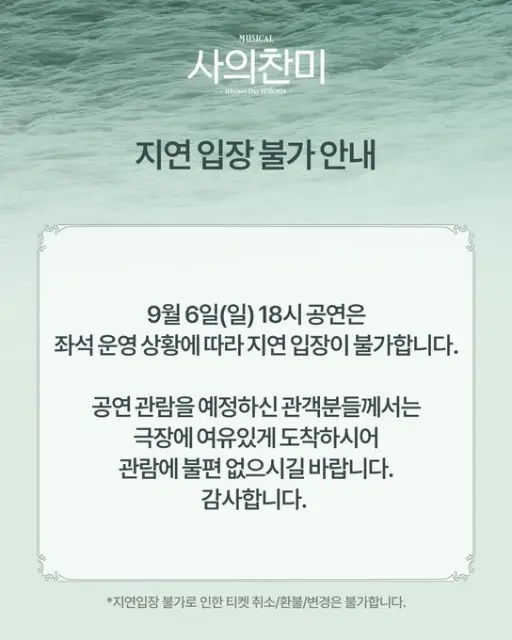 MUSICAL
사의찬미
지연 입장 불가 안내
9월 6일(일) 18시 공연은
좌석 운영 상황에 따라 지연 입장이 불가합니다.
공연 관람을 예정하신 관객분들께서는
극장에 여유있게 도착하시어
관람에 불편 없으시길 바랍니다.
감사합니다.
*지연입장 불가로 인한 티켓 취소/환불/변경은 불가합니다.